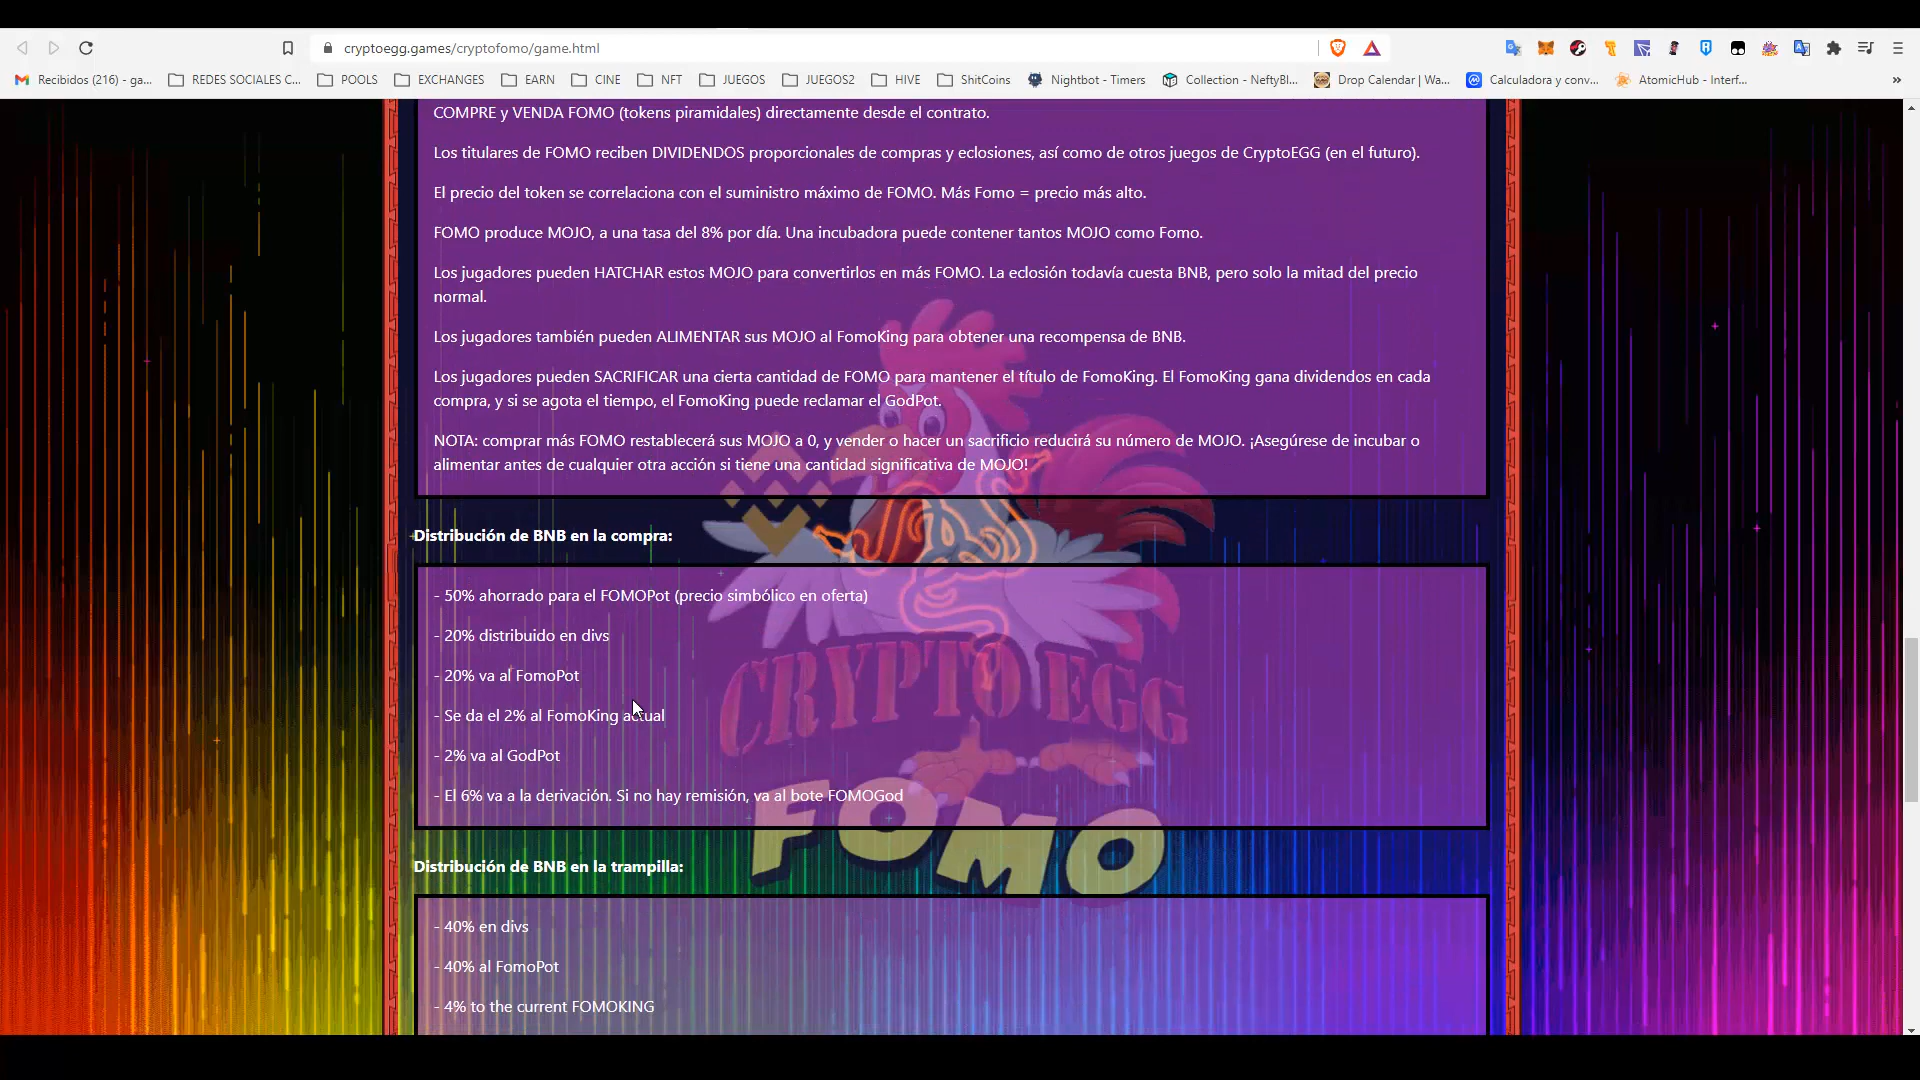 cryptoegg.games/cryptofomo/game.html
Recibidos (216) - ga... REDES SOCIALES C... POOLS EXCHANGES EARN CINE NFT JUEGOS JUEGOS2 HIVE ShitCoins Nightbot - Timers Collection - NeftyBl... Drop Calendar | Wa... Calculadora y conv... AtomicHub - Interf... »
COMPRE y VENDA FOMO (tokens piramidales) directamente desde el contrato.
Los titulares de FOMO reciben DIVIDENDOS proporcionales de compras y eclosiones, así como de otros juegos de CryptoEGG (en el futuro).
El precio del token se correlaciona con el suministro máximo de FOMO. Más Fomo = precio más alto.
FOMO produce MOJO, a una tasa del 8% por día. Una incubadora puede contener tantos MOJO como Fomo.
Los jugadores pueden HATCHAR estos MOJO para convertirlos en más FOMO. La eclosión todavía cuesta BNB, pero solo la mitad del precio
normal.
Los jugadores también pueden ALIMENTAR sus MOJO al FomoKing para obtener una recompensa de BNB.
Los jugadores pueden SACRIFICAR una cierta cantidad de FOMO para mantener el título de FomoKing. El FomoKing gana dividendos en cada
compra, y si se agota el tiempo, el FomoKing puede reclamar el GodPot.
NOTA: comprar más FOMO restablecerá sus MOJO a 0, y vender o hacer un sacrificio reducirá su número de MOJO. ¡Asegúrese de incubar o
alimentar antes de cualquier otra acción si tiene una cantidad significativa de MOJO!
Distribución de BNB en la compra:
- 50% ahorrado para el FOMOPot (precio simbólico en oferta)
- 20% distribuido en divs
- 20% va al FomoPot
- Se da el 2% al FomoKing actual
- 2% va al GodPot
- El 6% va a la derivación. Si no hay remisión, va al bote FOMOGod
CRYPTO EGG
FOMO
Distribución de BNB en la trampilla:
- 40% en divs
- 40% al FomoPot
- 4% to the current FOMOKING